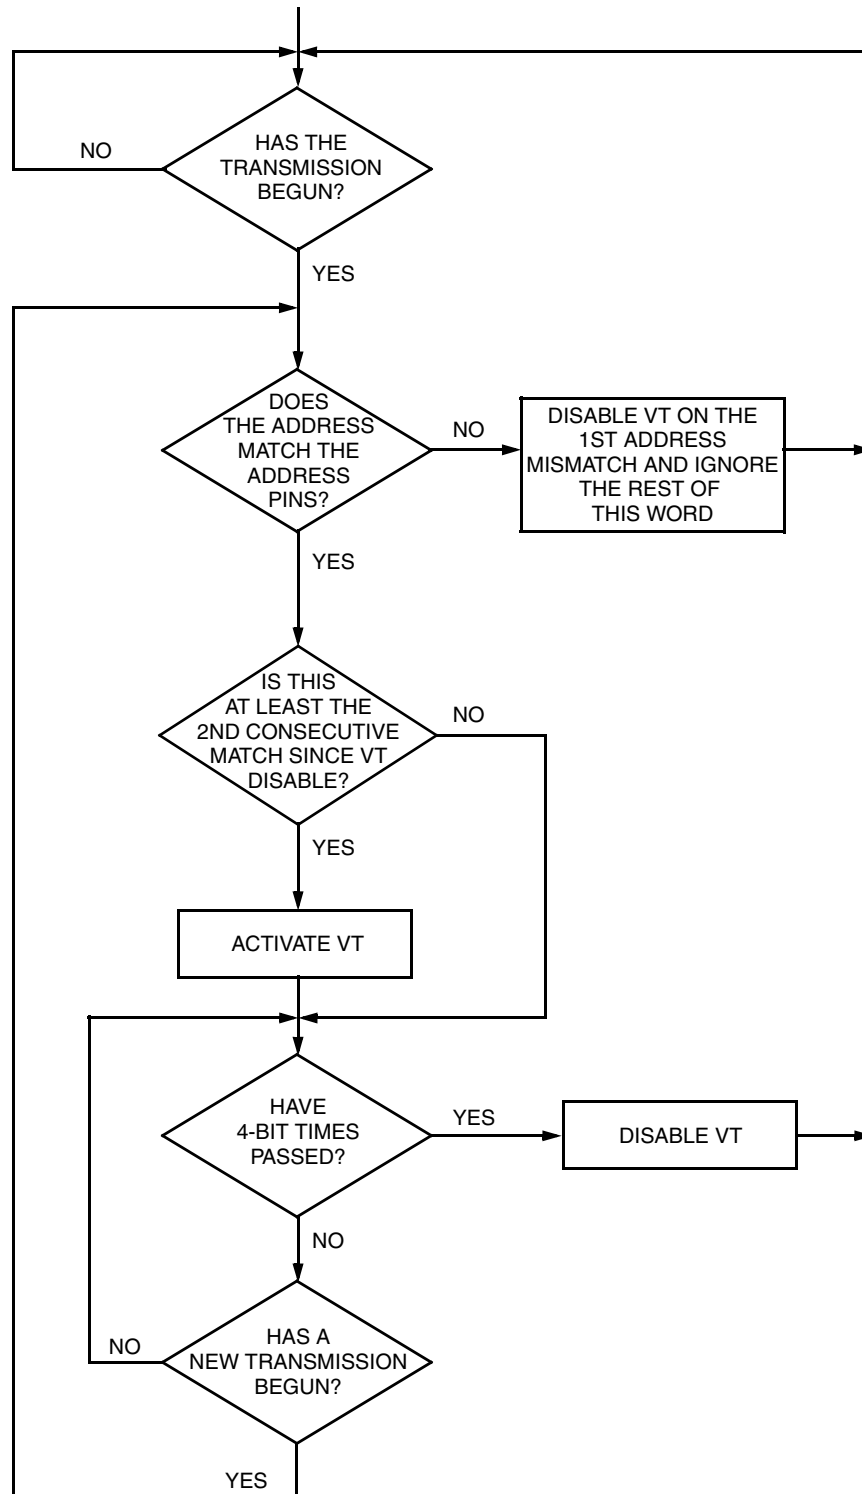 HAS THE
TRANSMISSION
BEGUN?
NO
YES
DOES
THE ADDRESS
MATCH THE
ADDRESS
PINS?
NO
DISABLE VT ON THE
1ST ADDRESS
MISMATCH AND IGNORE
THE REST OF
THIS WORD
YES
IS THIS
AT LEAST THE
2ND CONSECUTIVE
MATCH SINCE VT
DISABLE?
NO
YES
ACTIVATE VT
HAVE
4-BIT TIMES
PASSED?
YES
DISABLE VT
NO
HAS A
NEW TRANSMISSION
BEGUN?
NO
YES